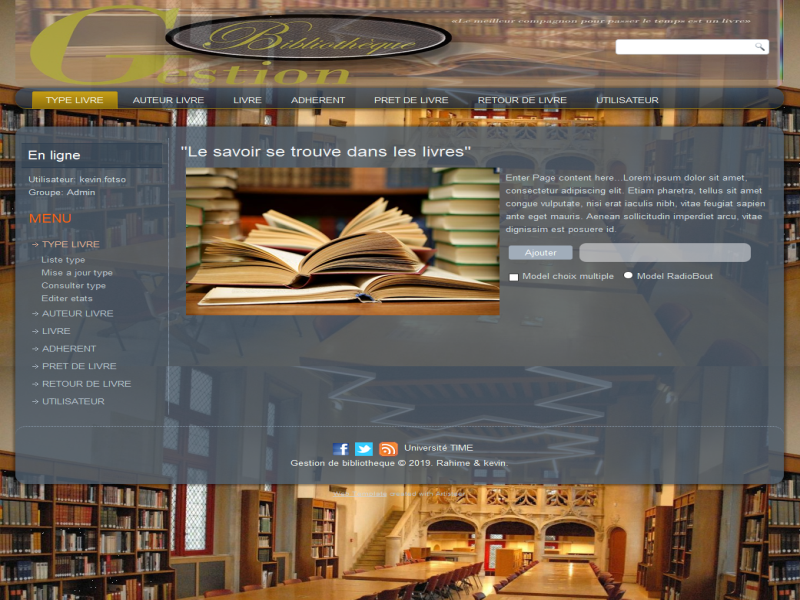 Gestion
Bibliothèque
«Le meilleur compagnon pour passer le temps est un livres
TYPE LIVRE AUTEUR LIVRE LIVRE ADHERENT PRET DE LIVRE RETOUR DE LIVRE UTILISATEUR
En ligne
Utilisateur: kevin.fotso
Groupe: Admin
MENU
TYPE LIVRE
Liste type
Mise a jour type
Consulter type
Editer etats
AUTEUR LIVRE
LIVRE
ADHERENT
PRET DE LIVRE
RETOUR DE LIVRE
UTILISATEUR
"Le savoir se trouve dans les livres"
Enter Page content here...Lorem ipsum dolor sit amet,
consectetur adipiscing elit. Etiam pharetra, tellus sit amet
congue vulputate, nisi erat iaculis nibh, vitae feugiat sapien
ante eget mauris. Aenean sollicitudin imperdiet arcu, vitae
dignissim est posuere id.
Ajouter
Model choix multiple Model RadioBout
Université TIME
Gestion de bibliotheque © 2019. Rahime & kevin.